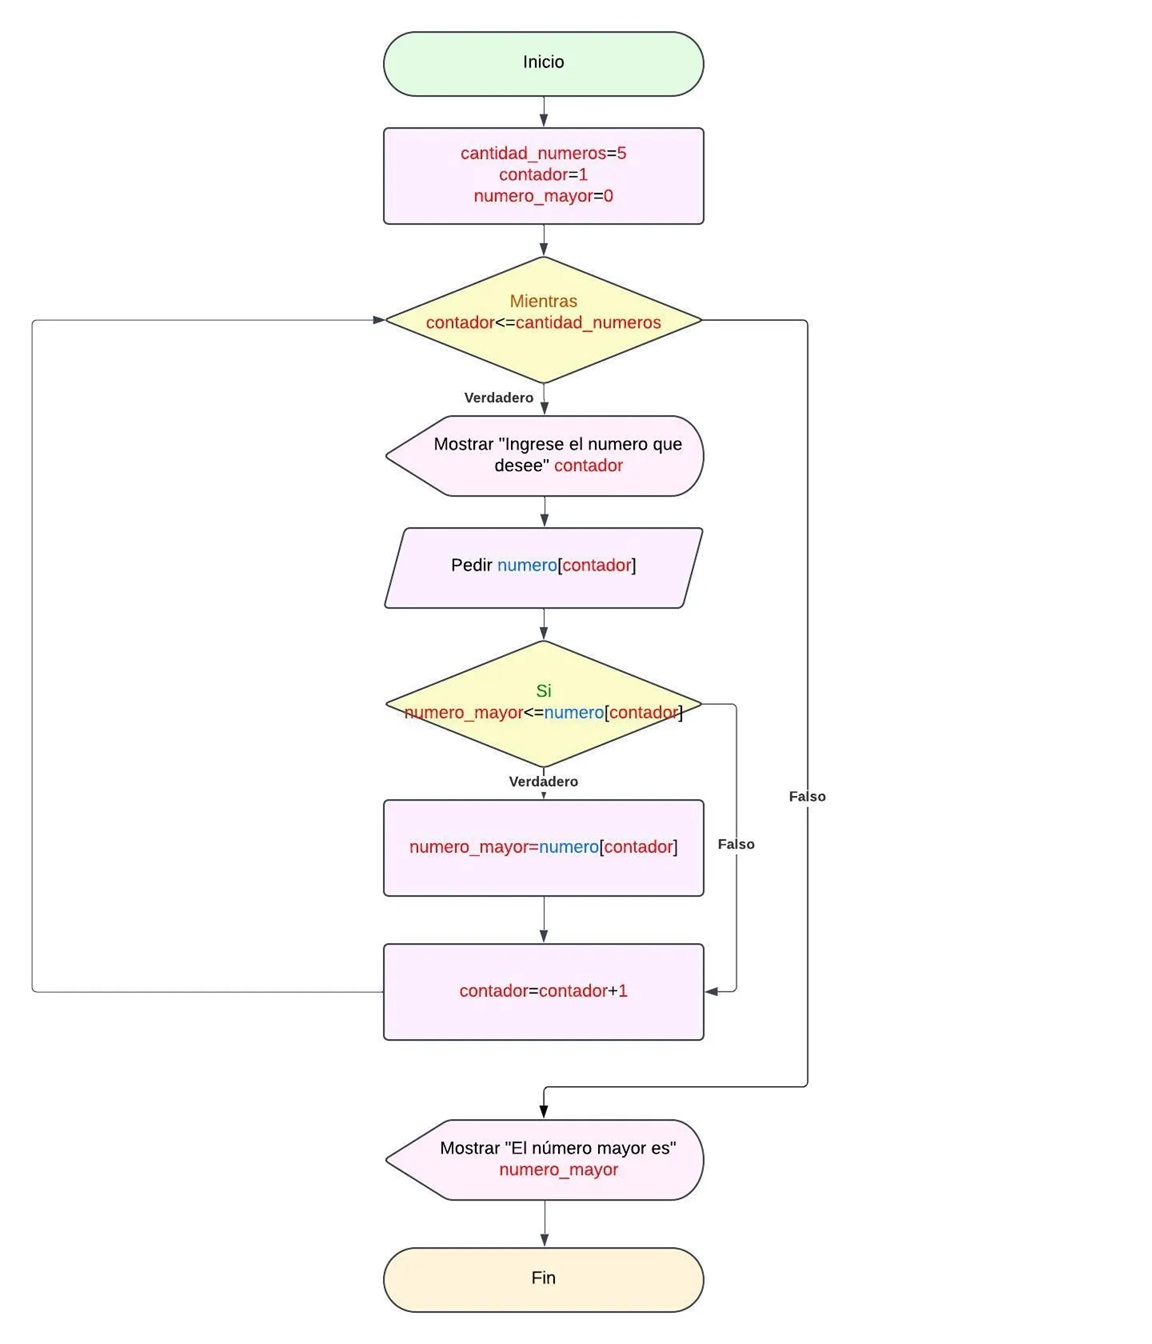 Inicio
cantidad_numeros=5
contador=1
numero_mayor=0
Mientras
contador<=cantidad_numeros
Verdadero
Mostrar "Ingrese el numero que
desee" contador
Pedir numero[contador]
Si
numero_mayor<=numero[contador]
Verdadero
Falso
Falso
numero_mayor=numero[contador]
contador=contador+1
Mostrar "El número mayor es"
numero_mayor
Fin